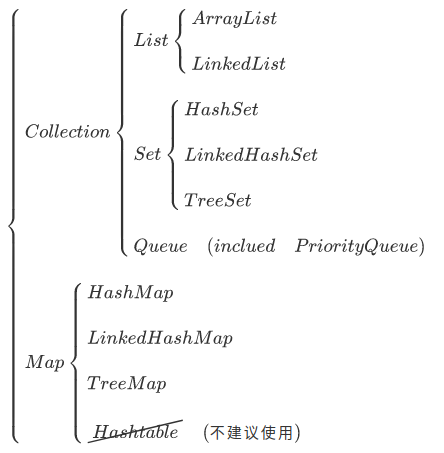 ArrayList
List
LinkedList
HashSet
Collection
Set
LinkedHashSet
TreeSet
Queue (inclued PriorityQueue)
HashMap
LinkedHashMap
Map
TreeMap
Hashtable (不建议使用)